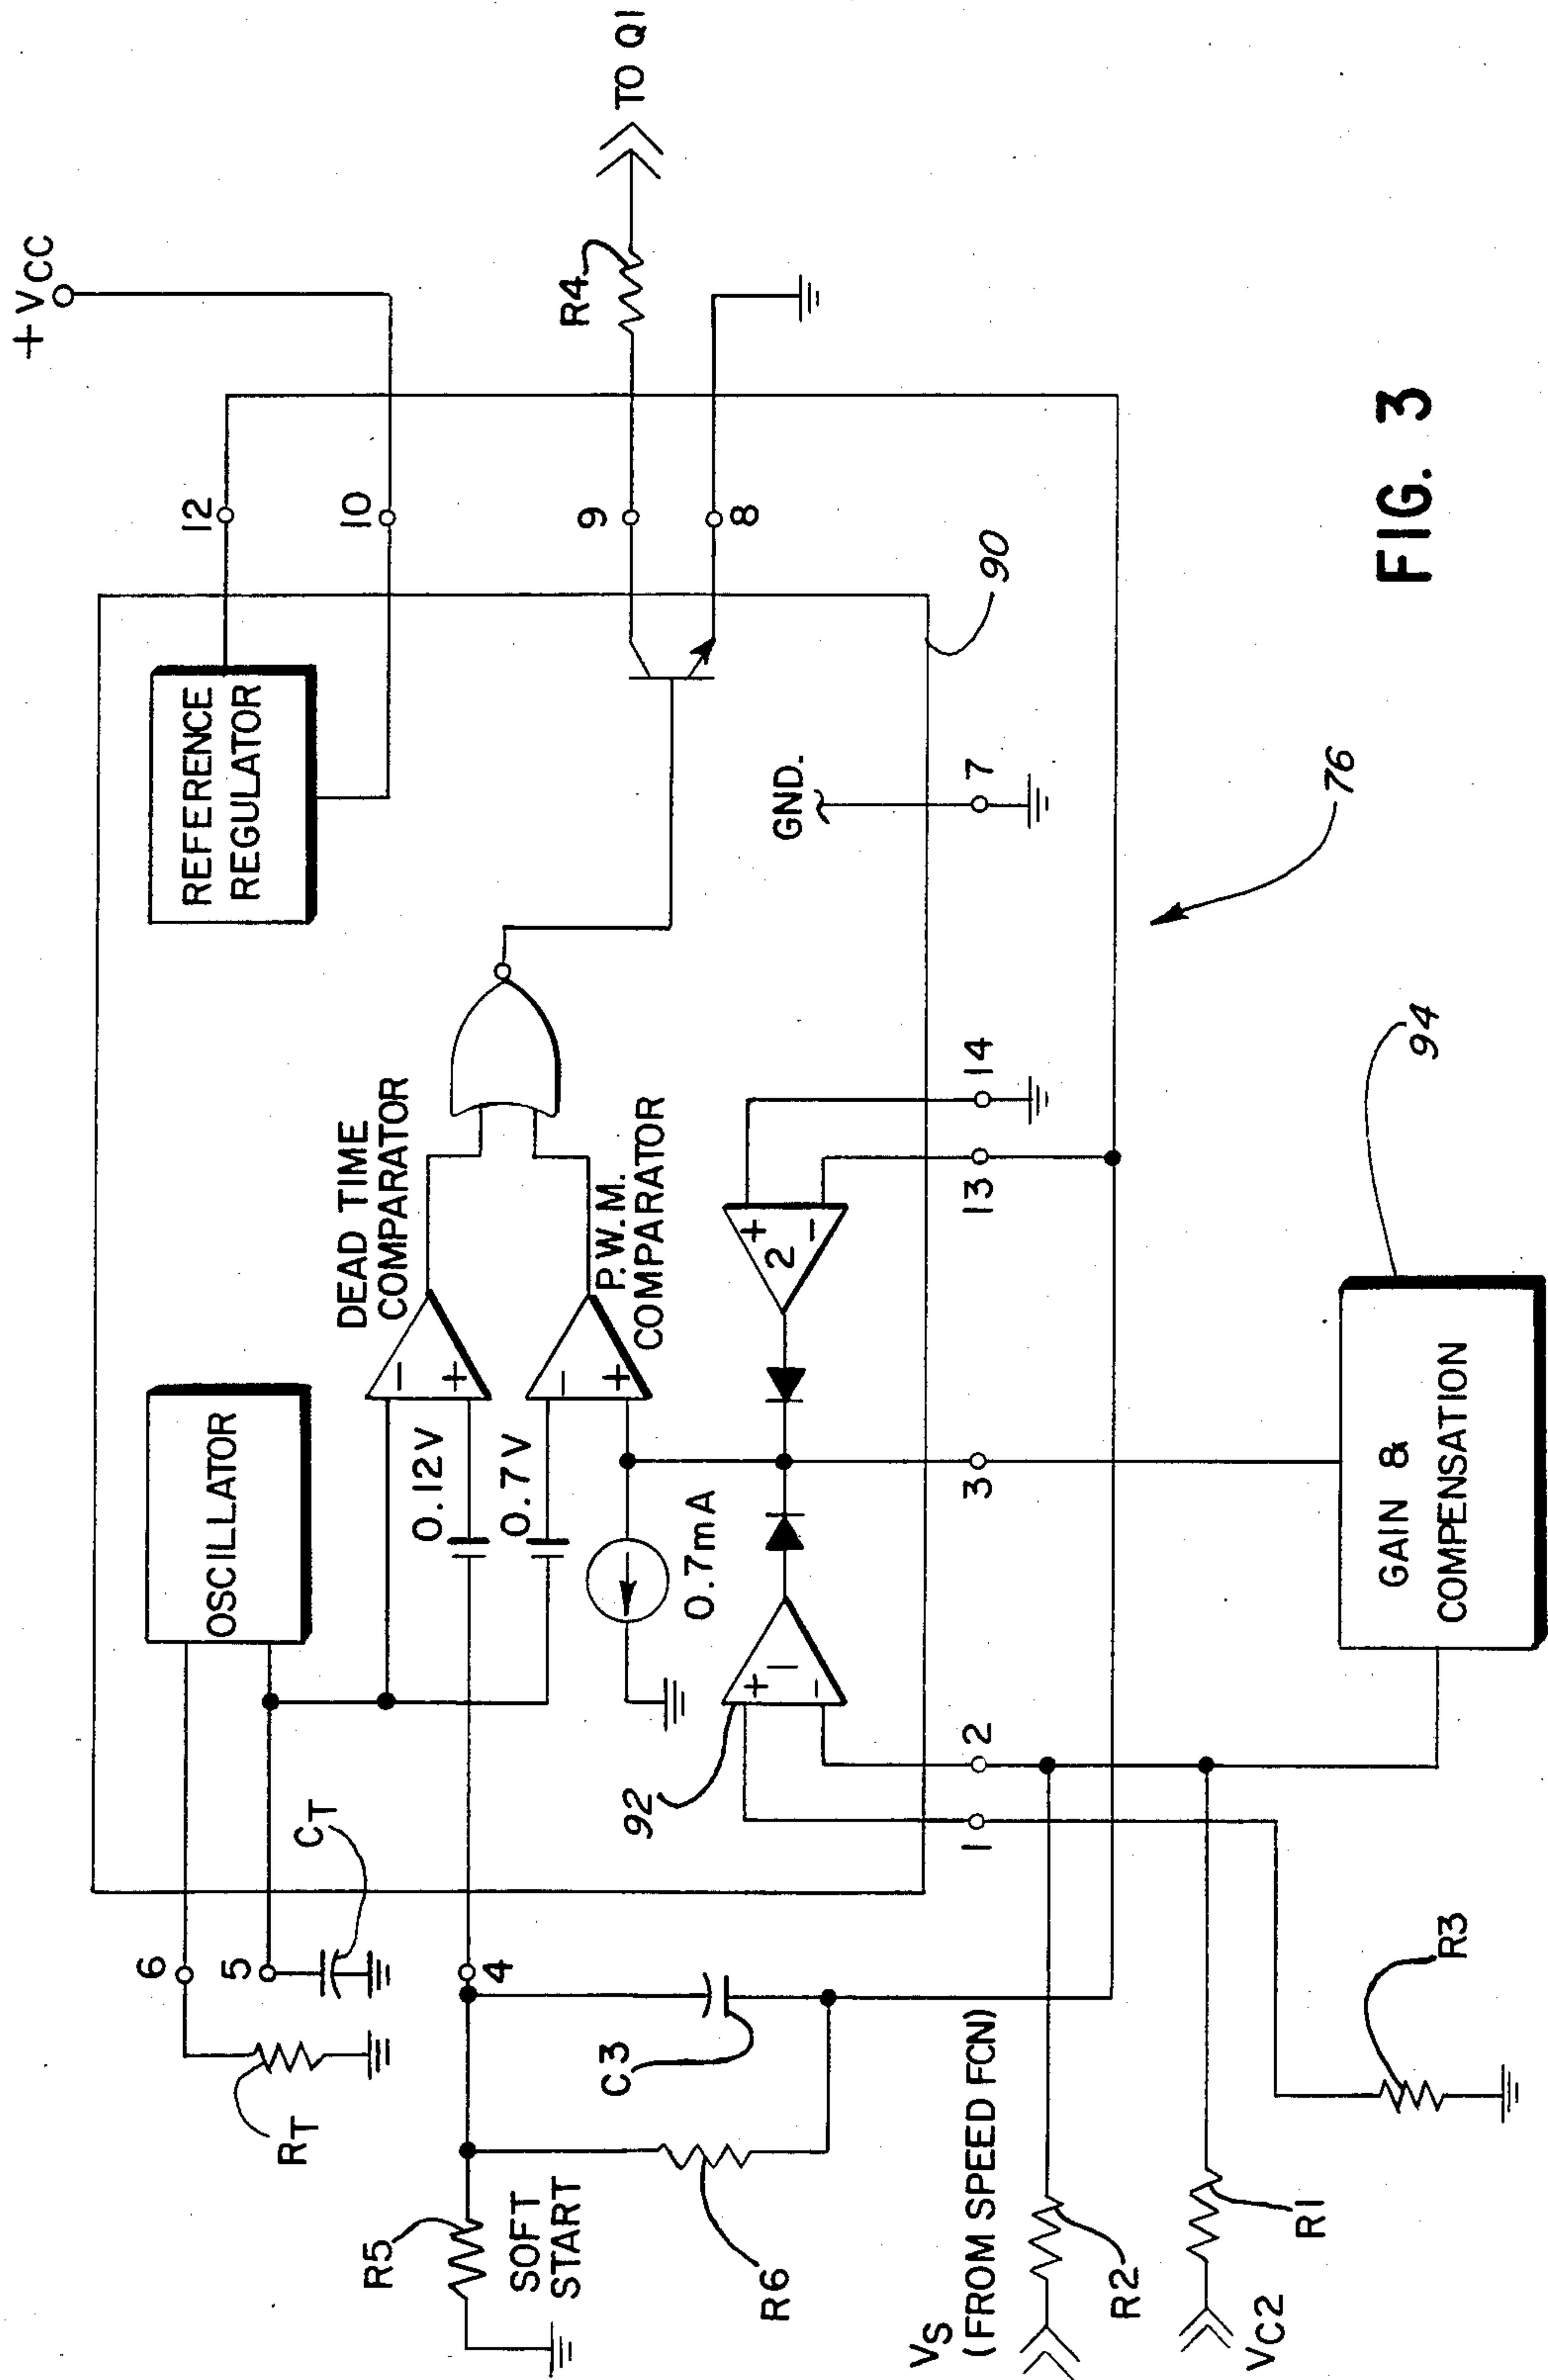 + VCC
12
10
REFERENCE
REGULATOR
R4
TO Q1
9
8
90
GND.
7
76
FIG. 3
DEAD TIME
COMPARATOR
P.W.M.
COMPARATOR
14
13
+
2
−
94
OSCILLATOR
−
+
−
+
0.12V
0.7V
0.7mA
3
GAIN &
COMPENSATION
+
1
−
92
2
1
CT
6
5
4
RT
C3
R3
R5
SOFT
START
R6
VS
(FROM SPEED FCN)
R2
R1
VC2